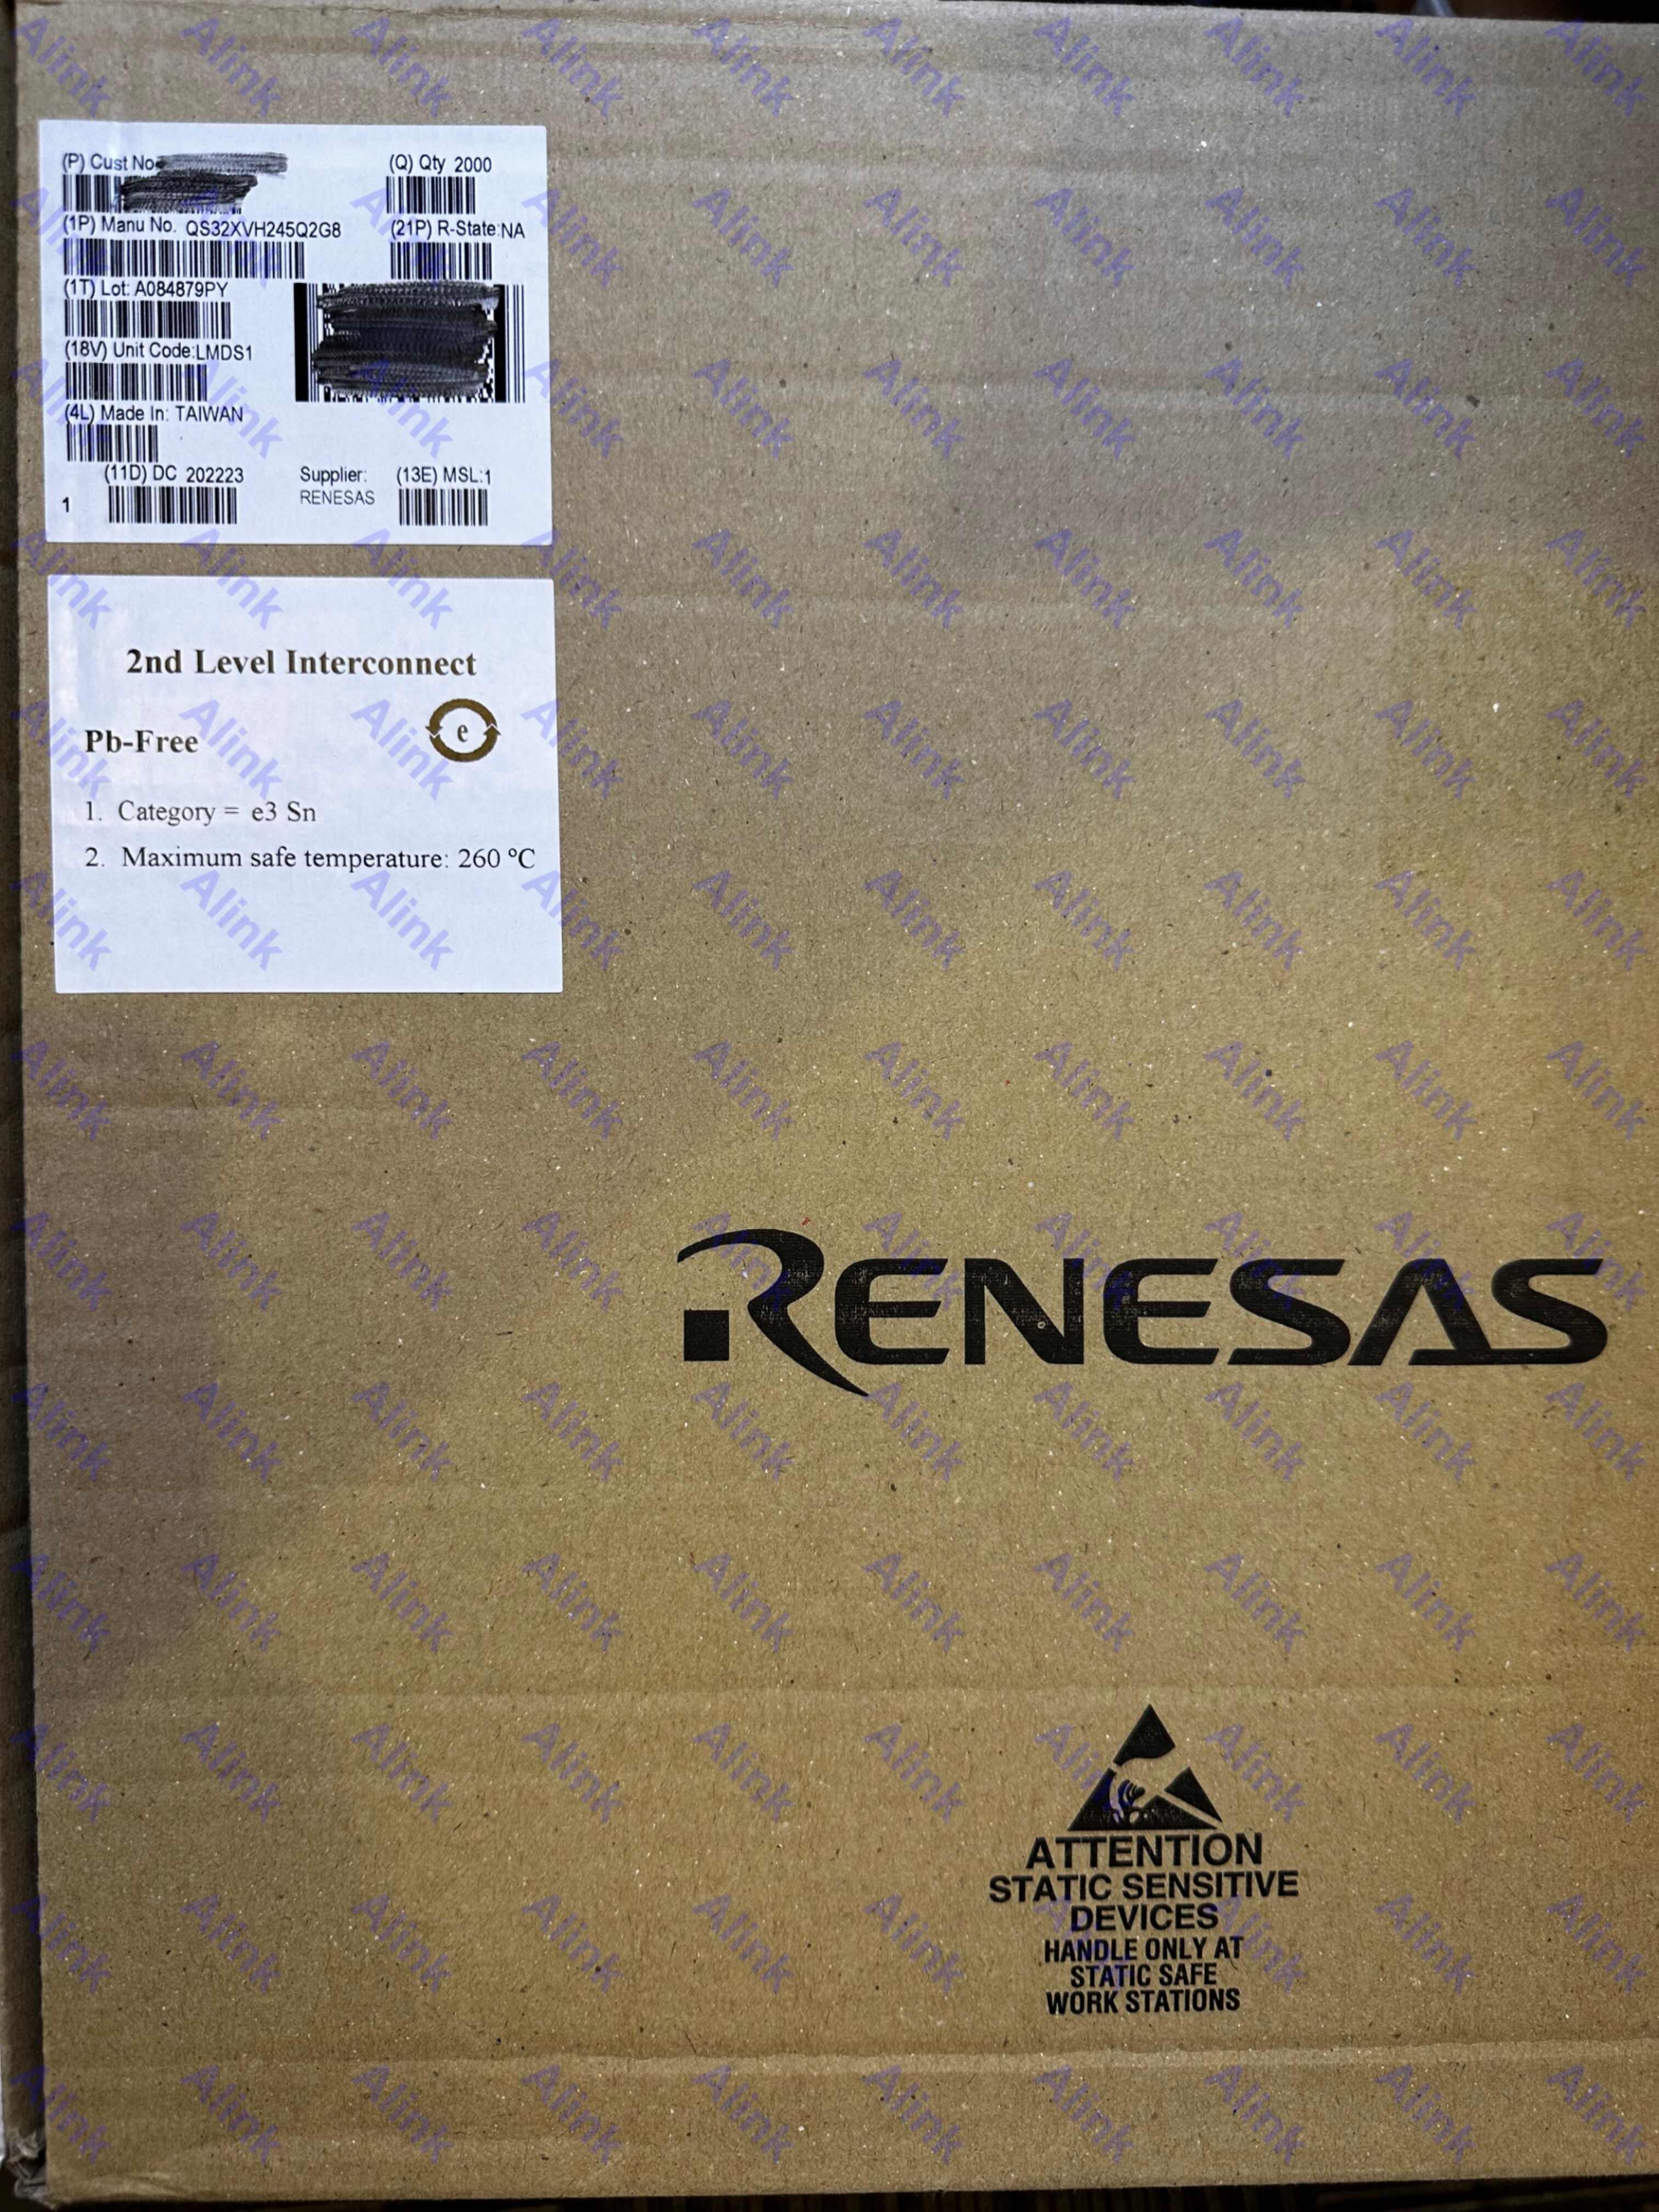 (P) Cust No
(Q) Qty 2000
(1P) Manu No. QS32XVH245Q2G8
(21P) R-State:NA
(1T) Lot: A084879PY
(18V) Unit Code:LMDS1
(4L) Made In: TAIWAN
(11D) DC 202223
Supplier:
RENESAS
(13E) MSL:1
1
2nd Level Interconnect
Pb-Free
e
1. Category = e3 Sn
2. Maximum safe temperature: 260 °C
RENESAS
ATTENTION
STATIC SENSITIVE
DEVICES
HANDLE ONLY AT
STATIC SAFE
WORK STATIONS
Alink